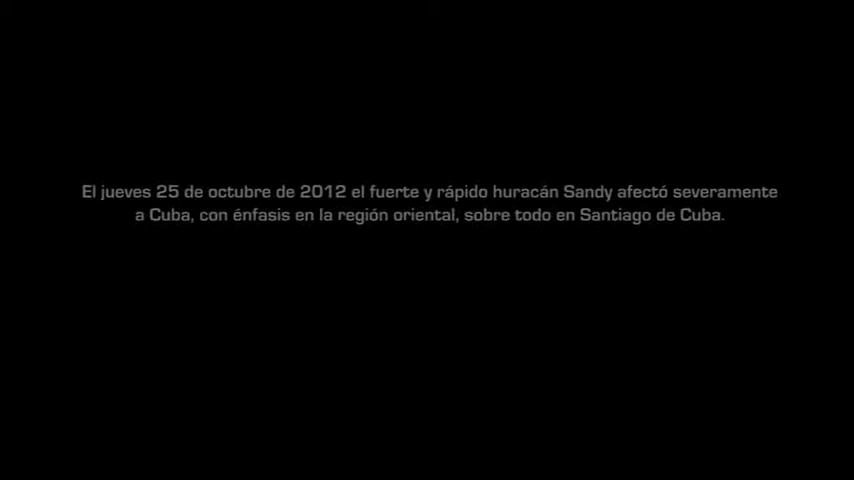 El jueves 25 de octubre de 2012 el fuerte y rápido huracán Sandy afectó severamente
a Cuba, con énfasis en la región oriental, sobre todo en Santiago de Cuba.